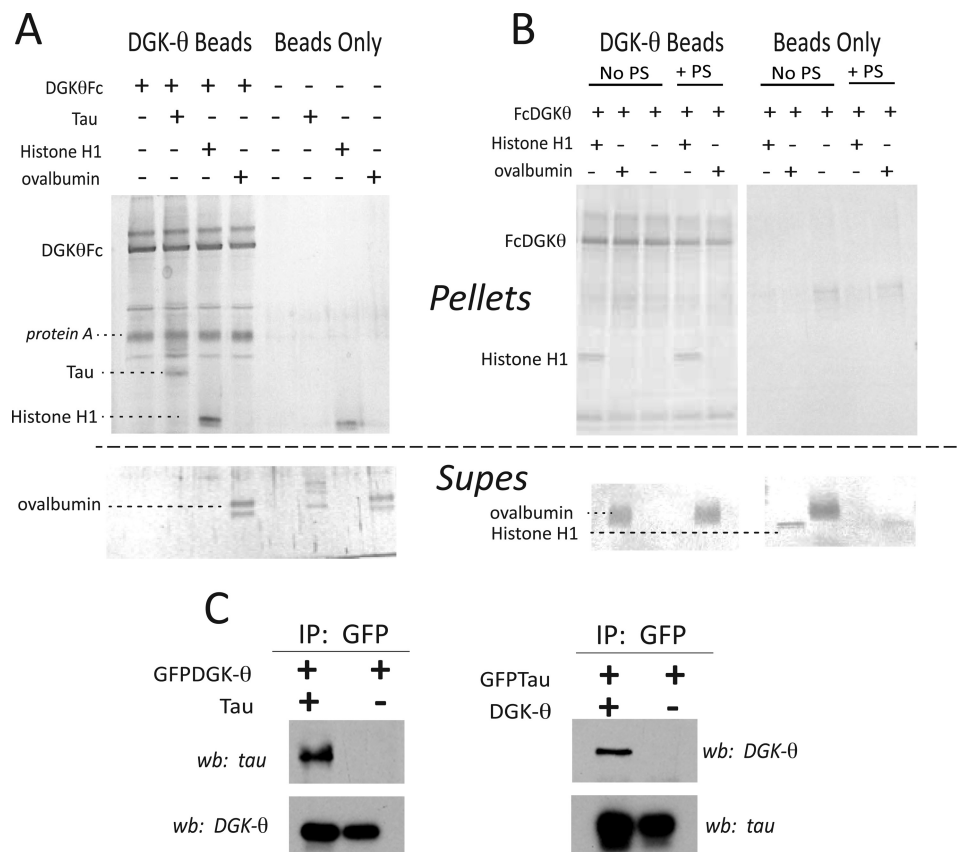 A
DGK-θ Beads Beads Only
DGKθFc + + + + - - - -
Tau - + - - - + - -
Histone H1 - - + - - - + -
ovalbumin - - - + - - - +
DGKθFc
protein A
Tau
Histone H1
ovalbumin
B
DGK-θ Beads Beads Only
No PS + PS No PS + PS
FcDGKθ + + + + + + + + + +
Histone H1 + - - + - + - - + -
ovalbumin - + - - + - + - - +
FcDGKθ
Histone H1
Pellets
Supes
ovalbumin
Histone H1
C
IP: GFP
GFPDGK-θ + +
Tau + -
wb: tau
wb: DGK-θ
IP: GFP
GFPTau + +
DGK-θ + -
wb: DGK-θ
wb: tau